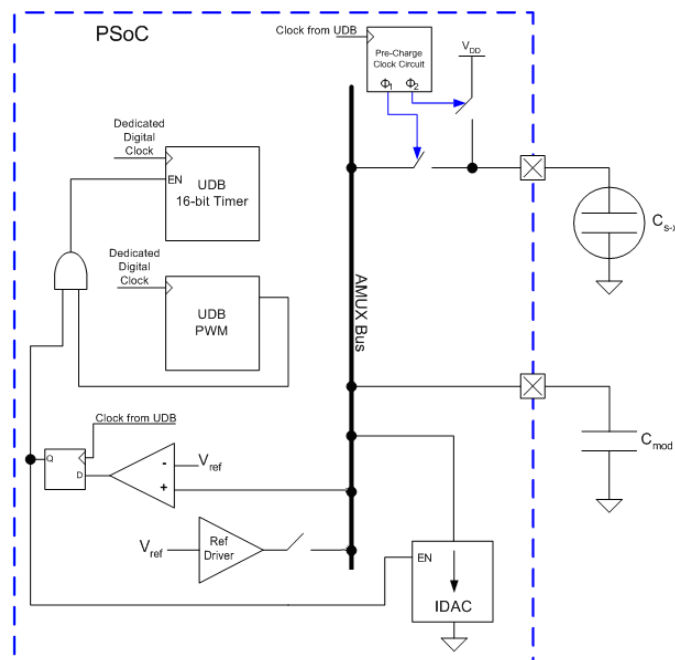 PSoC
Clock from UDB
Pre-Charge
Clock Circuit
Φ1 Φ2
VDD
Dedicated
Digital
Clock
EN
UDB
16-bit Timer
Dedicated
Digital
Clock
UDB
PWM
AMUX Bus
Cs-x
Clock from UDB
Q
D
-
+
Vref
Cmod
Vref
Ref
Driver
EN
IDAC